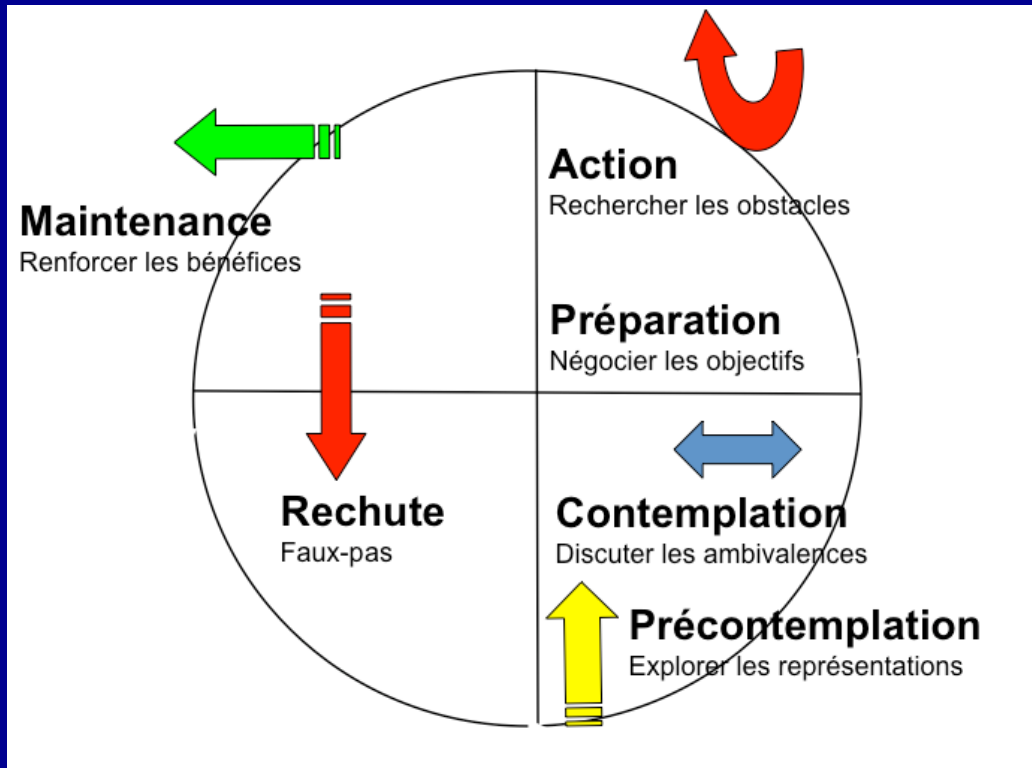 Action
Rechercher les obstacles
Maintenance
Renforcer les bénéfices
Préparation
Négocier les objectifs
Rechute
Faux-pas
Contemplation
Discuter les ambivalences
Précontemplation
Explorer les représentations